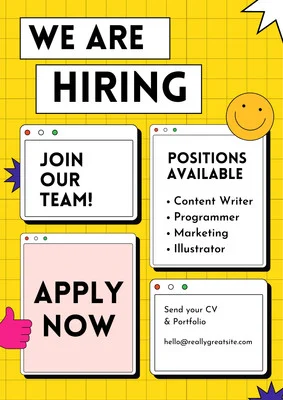 WE ARE
HIRING
JOIN
OUR
TEAM!
POSITIONS
AVAILABLE
• Content Writer
• Programmer
• Marketing
• Illustrator
APPLY
NOW
Send your CV
& Portfolio
hello@reallygreatsite.com